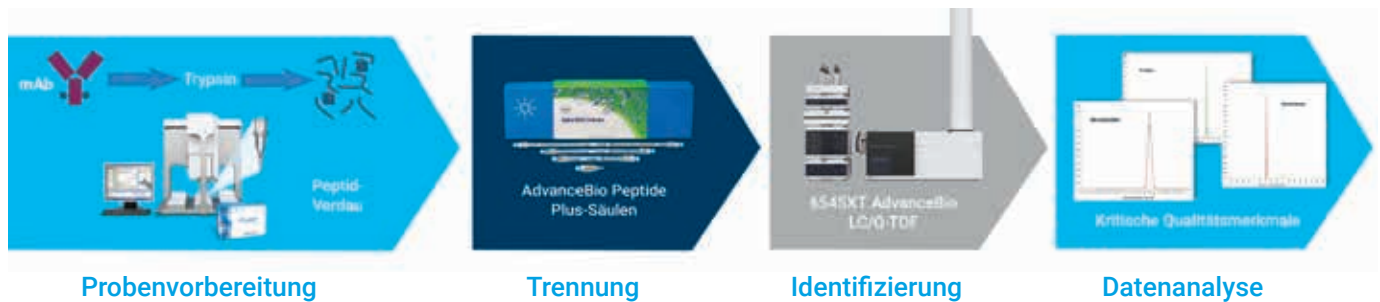 mAb
Trypsin
Peptid-
Verdau
AdvanceBio Peptide
Plus-Säulen
6545XT AdvanceBio
LC/Q-TOF
Kritische Qualitätsmerkmale
Probenvorbereitung
Trennung
Identifizierung
Datenanalyse